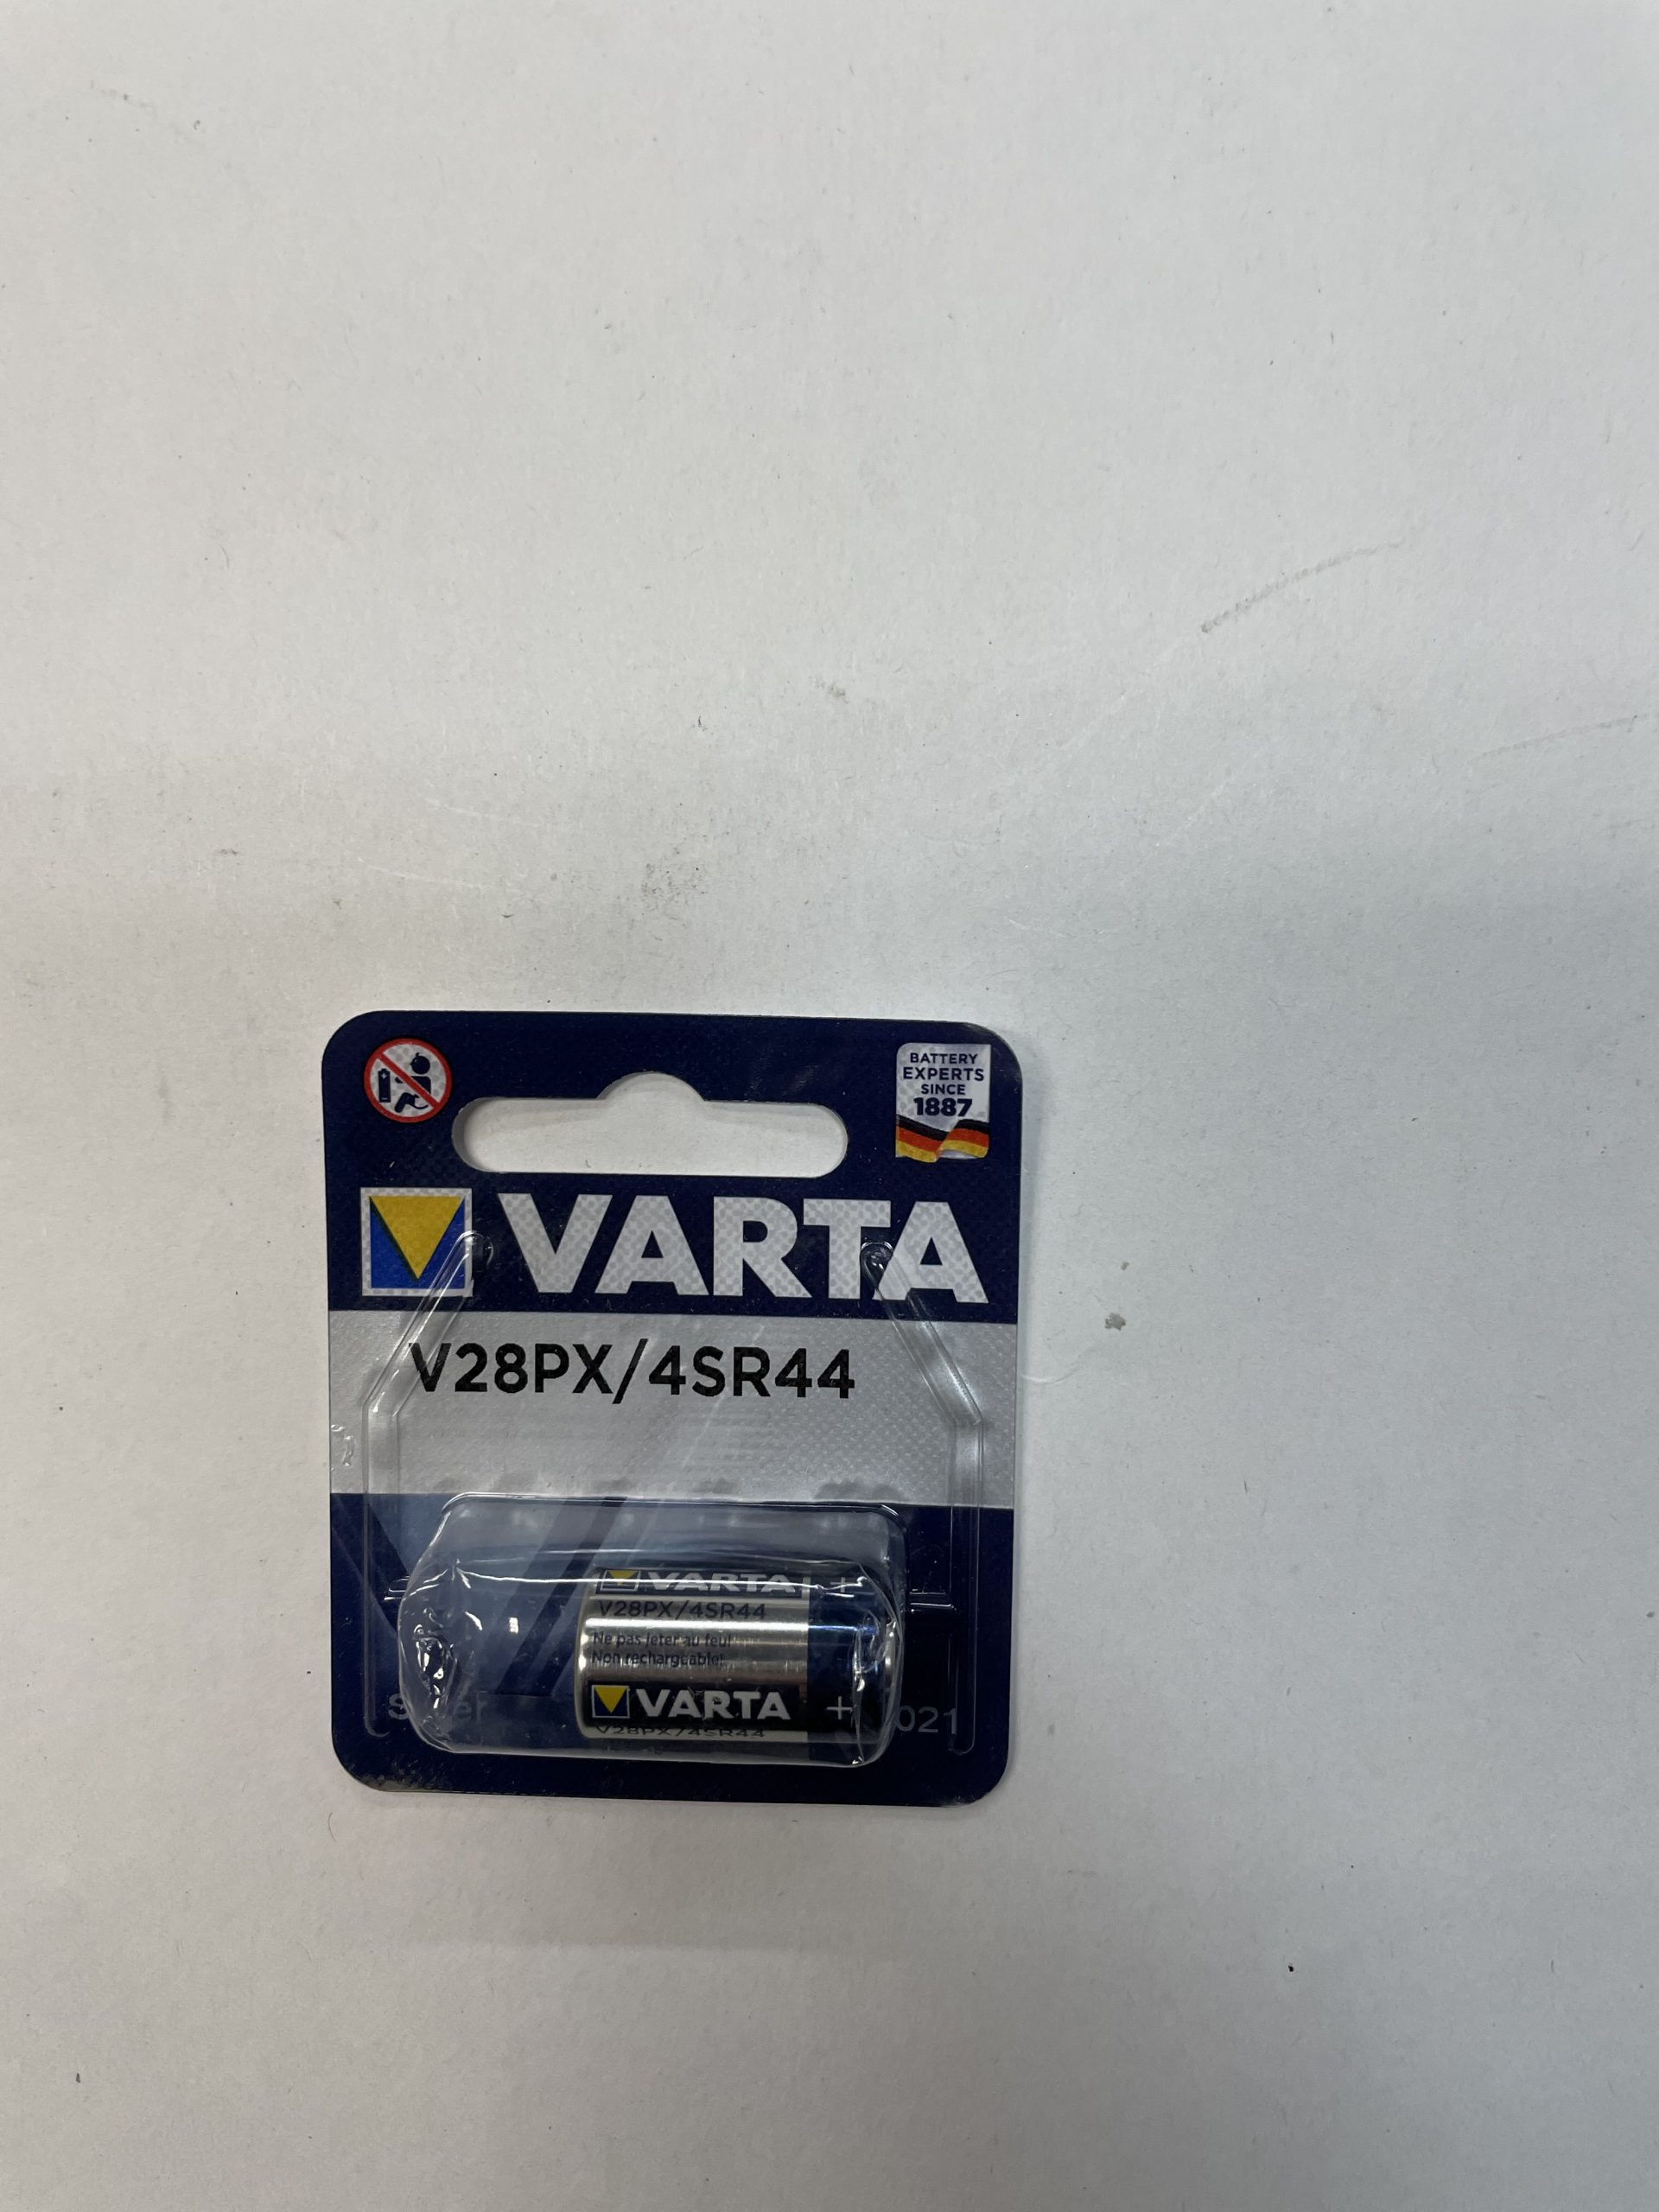 BATTERY
EXPERTS
SINCE
1887
VARTA
V28PX/4SR44
VARTA +
V28PX/4SR44
Ne pas jeter au feu!
Non rechargeable!
VARTA +
V28PX/4SR44